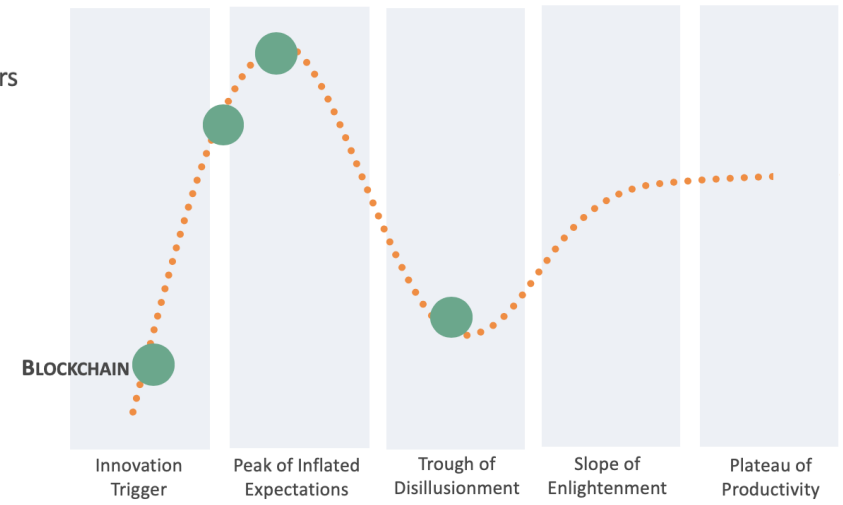 rs
BLOCKCHAIN
Innovation
Trigger
Peak of Inflated
Expectations
Trough of
Disillusionment
Slope of
Enlightenment
Plateau of
Productivity